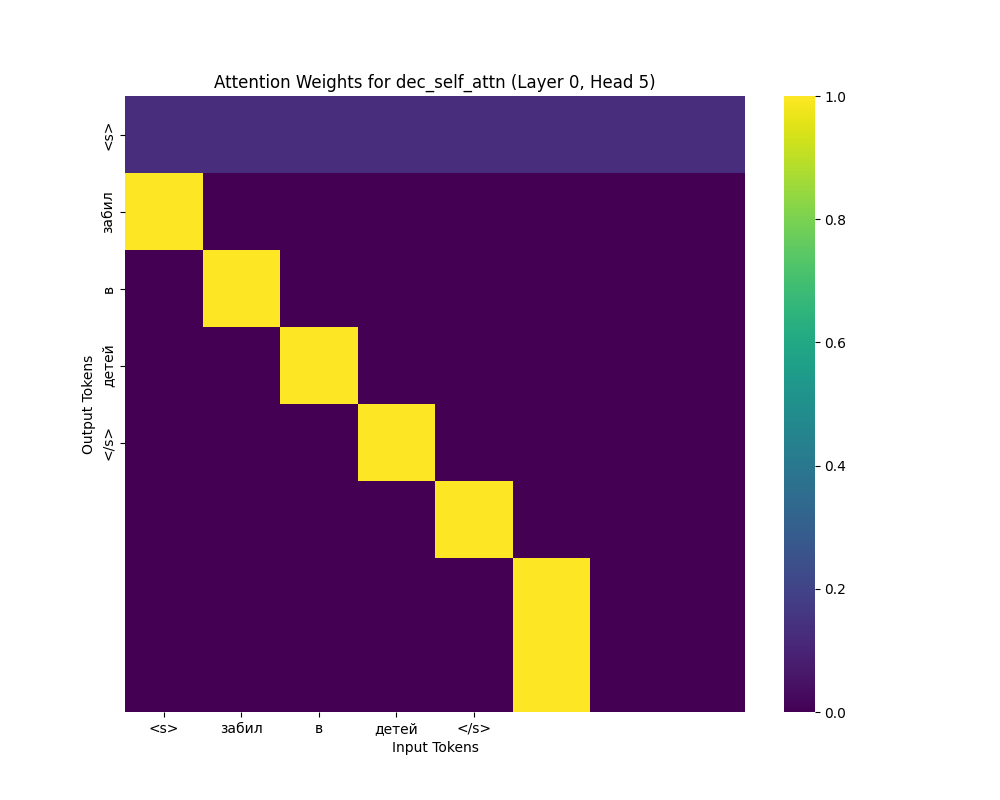 Attention Weights for dec_self_attn (Layer 0, Head 5)
Output Tokens
<s>
забил
в
детей
</s>
<s>
забил
в
детей
</s>
Input Tokens
1.0
0.8
0.6
0.4
0.2
0.0